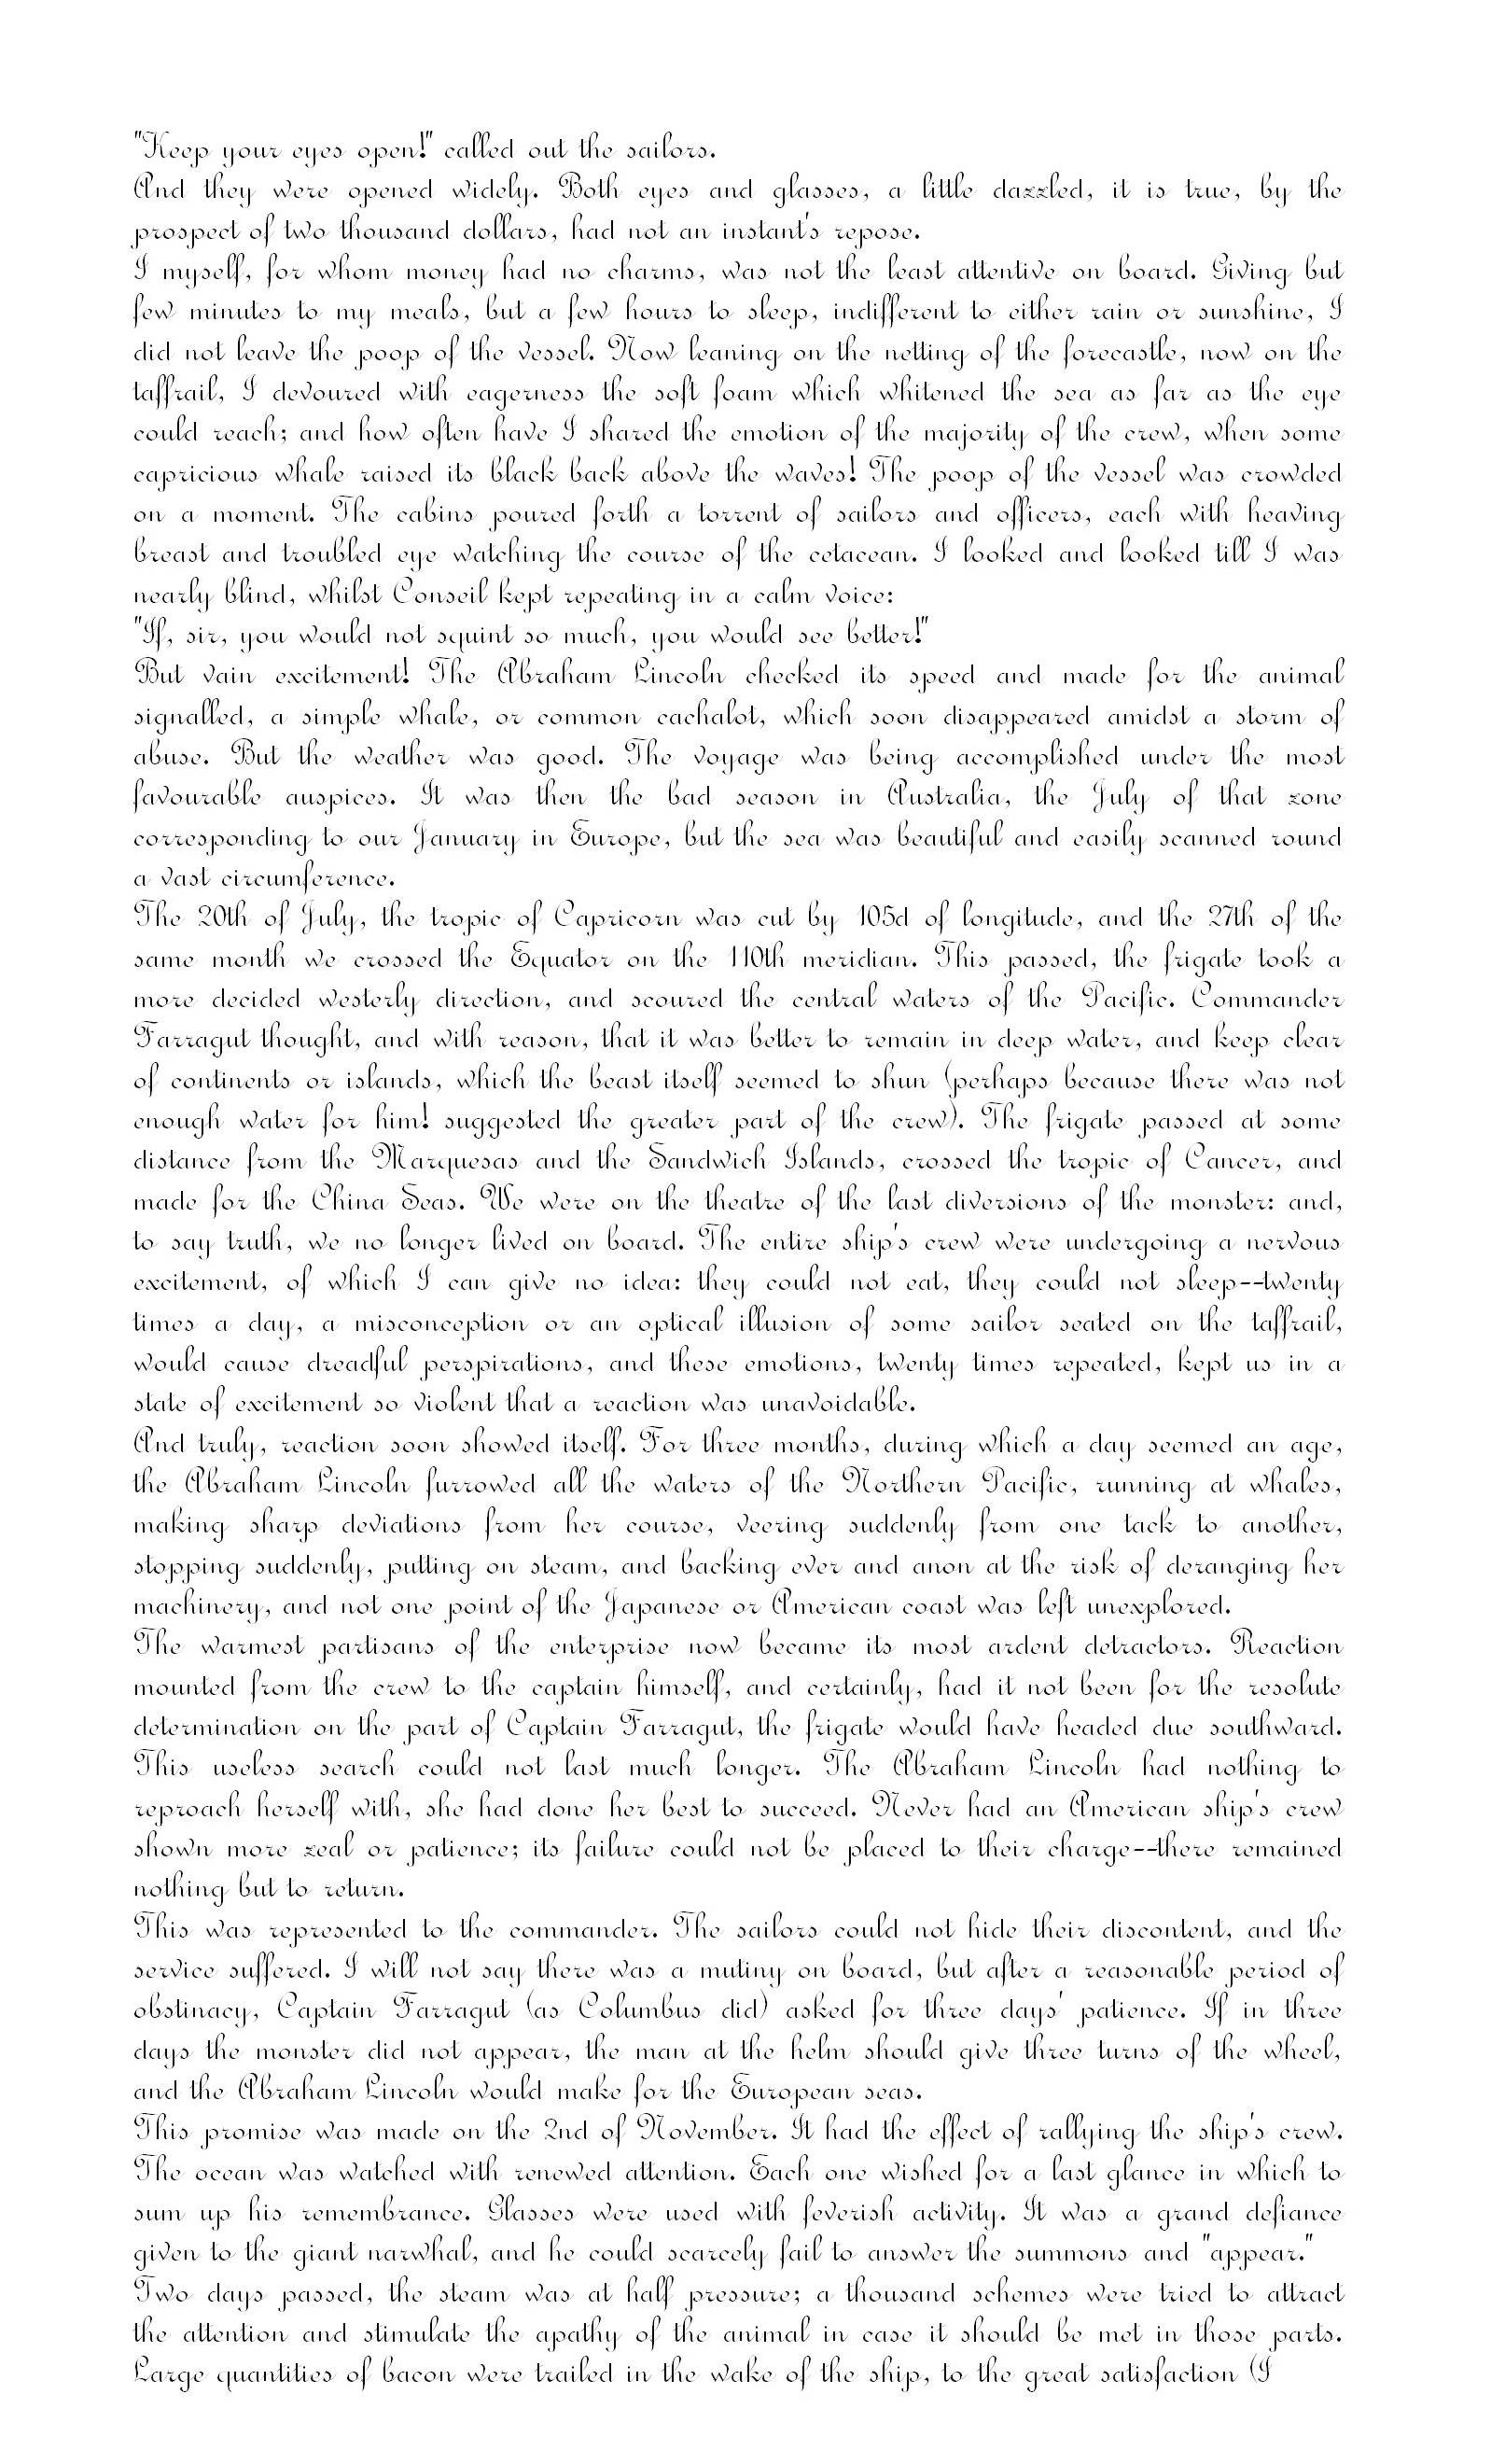 "Keep your eyes open!" called out the sailors.
And they were opened widely. Both eyes and glasses, a little dazzled, it is true, by the
prospect of two thousand dollars, had not an instant's repose.
I myself, for whom money had no charms, was not the least attentive on board. Giving but
few minutes to my meals, but a few hours to sleep, indifferent to either rain or sunshine, I
did not leave the poop of the vessel. Now leaning on the netting of the forecastle, now on the
taffrail, I devoured with eagerness the soft foam which whitened the sea as far as the eye
could reach; and how often have I shared the emotion of the majority of the crew, when some
capricious whale raised its black back above the waves! The poop of the vessel was crowded
on a moment. The cabins poured forth a torrent of sailors and officers, each with heaving
breast and troubled eye watching the course of the cetacean. I looked and looked till I was
nearly blind, whilst Conseil kept repeating in a calm voice:
"If, sir, you would not squint so much, you would see better!"
But vain excitement! The Abraham Lincoln checked its speed and made for the animal
signalled, a simple whale, or common cachalot, which soon disappeared amidst a storm of
abuse. But the weather was good. The voyage was being accomplished under the most
favourable auspices. It was then the bad season in Australia, the July of that zone
corresponding to our January in Europe, but the sea was beautiful and easily scanned round
a vast circumference.
The 20th of July, the tropic of Capricorn was cut by 105d of longitude, and the 27th of the
same month we crossed the Equator on the 110th meridian. This passed, the frigate took a
more decided westerly direction, and scoured the central waters of the Pacific. Commander
Farragut thought, and with reason, that it was better to remain in deep water, and keep clear
of continents or islands, which the beast itself seemed to shun (perhaps because there was not
enough water for him! suggested the greater part of the crew). The frigate passed at some
distance from the Marquesas and the Sandwich Islands, crossed the tropic of Cancer, and
made for the China Seas. We were on the theatre of the last diversions of the monster: and,
to say truth, we no longer lived on board. The entire ship's crew were undergoing a nervous
excitement, of which I can give no idea: they could not eat, they could not sleep--twenty
times a day, a misconception or an optical illusion of some sailor seated on the taffrail,
would cause dreadful perspirations, and these emotions, twenty times repeated, kept us in a
state of excitement so violent that a reaction was unavoidable.
And truly, reaction soon showed itself. For three months, during which a day seemed an age,
the Abraham Lincoln furrowed all the waters of the Northern Pacific, running at whales,
making sharp deviations from her course, veering suddenly from one tack to another,
stopping suddenly, putting on steam, and backing ever and anon at the risk of deranging her
machinery, and not one point of the Japanese or American coast was left unexplored.
The warmest partisans of the enterprise now became its most ardent detractors. Reaction
mounted from the crew to the captain himself, and certainly, had it not been for the resolute
determination on the part of Captain Farragut, the frigate would have headed due southward.
This useless search could not last much longer. The Abraham Lincoln had nothing to
reproach herself with, she had done her best to succeed. Never had an American ship's crew
shown more zeal or patience; its failure could not be placed to their charge--there remained
nothing but to return.
This was represented to the commander. The sailors could not hide their discontent, and the
service suffered. I will not say there was a mutiny on board, but after a reasonable period of
obstinacy, Captain Farragut (as Columbus did) asked for three days' patience. If in three
days the monster did not appear, the man at the helm should give three turns of the wheel,
and the Abraham Lincoln would make for the European seas.
This promise was made on the 2nd of November. It had the effect of rallying the ship's crew.
The ocean was watched with renewed attention. Each one wished for a last glance in which to
sum up his remembrance. Glasses were used with feverish activity. It was a grand defiance
given to the giant narwhal, and he could scarcely fail to answer the summons and "appear."
Two days passed, the steam was at half pressure; a thousand schemes were tried to attract
the attention and stimulate the apathy of the animal in case it should be met in those parts.
Large quantities of bacon were trailed in the wake of the ship, to the great satisfaction (I